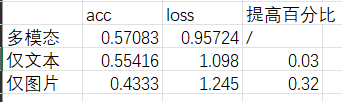 acc loss 提高百分比
多模态 0.57083 0.95724 /
仅文本 0.55416 1.098 0.03
仅图片 0.4333 1.245 0.32